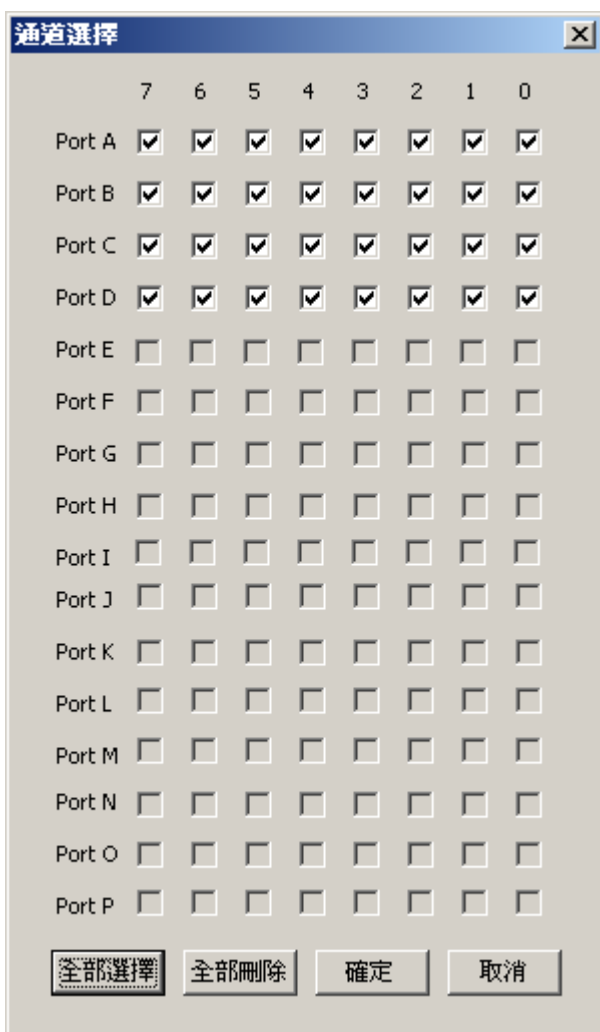 通道選擇
7 6 5 4 3 2 1 0
Port A
Port B
Port C
Port D
Port E
Port F
Port G
Port H
Port I
Port J
Port K
Port L
Port M
Port N
Port O
Port P
全部選擇 全部刪除 確定 取消